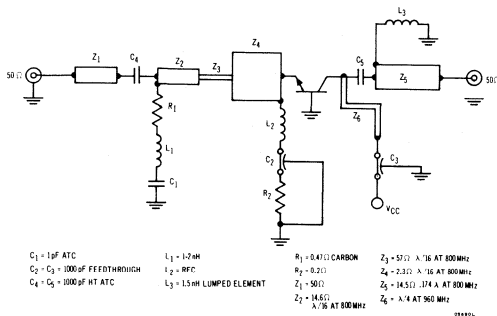 L3
Z1
C4
Z2
Z3
Z4
C5
50Ω
Z5
50Ω
R1
Z6
L2
L1
C2
C3
C1
R2
VCC
C1 = 1pF ATC
C2 = C3 = 1000 pF FEEDTHROUGH
C4 = C5 = 1000 pF HT ATC
L1 = 1-2 nH
L2 = RFC
L3 = 1.5 nH LUMPED ELEMENT
R1 = 0.47Ω CARBON
R2 = 0.2Ω
Z1 = 50Ω
Z2 = 14.6Ω
λ/16 AT 800 MHz
Z3 = 57Ω λ/16 AT 800 MHz
Z4 = 2.3Ω λ/16 AT 800 MHz
Z5 = 14.5Ω .174 λ AT 800 MHz
Z6 = λ/4 AT 960 MHz